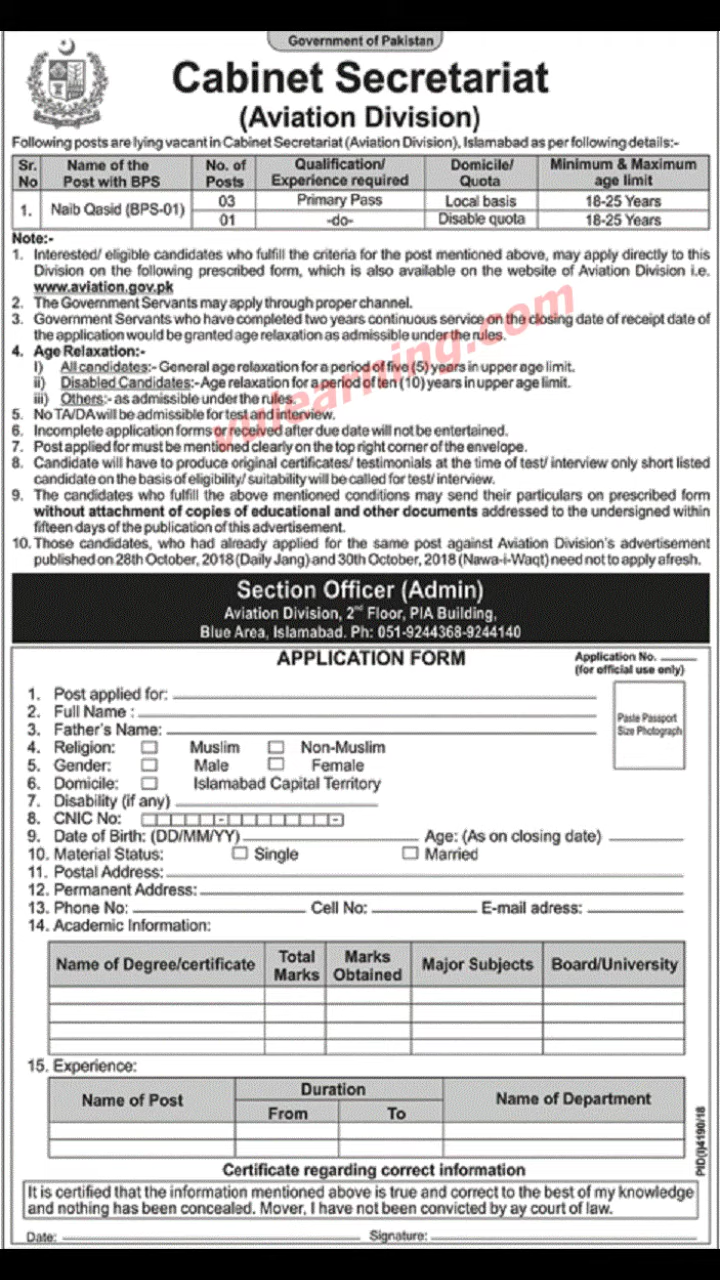 Government of Pakistan
Cabinet Secretariat
(Aviation Division)
Following posts are lying vacant in Cabinet Secretariat (Aviation Division), Islamabad as per following details:-
Sr. No | Name of the Post with BPS | No. of Posts | Qualification/ Experience required | Domicile/ Quota | Minimum & Maximum age limit
1. | Naib Qasid (BPS-01) | 03 | Primary Pass | Local basis | 18-25 Years
01 | -do- | Disable quota | 18-25 Years
Note:-
1. Interested/ eligible candidates who fulfill the criteria for the post mentioned above, may apply directly to this
Division on the following prescribed form, which is also available on the website of Aviation Division i.e.
www.aviation.gov.pk
2. The Government Servants may apply through proper channel.
3. Government Servants who have completed two years continuous service on the closing date of receipt date of
the application would be granted age relaxation as admissible under the rules.
4. Age Relaxation:-
I) All candidates:- General age relaxation for a period of five (5) years in upper age limit.
ii) Disabled Candidates:-Age relaxation for a period of ten (10) years in upper age limit.
iii) Others:- as admissible under the rules.
5. No TA/DA will be admissible for test and interview.
6. Incomplete application forms or received after due date will not be entertained.
7. Post applied for must be mentioned clearly on the top right corner of the envelope.
8. Candidate will have to produce original certificates/ testimonials at the time of test/ interview only short listed
candidate on the basis of eligibility/ suitability will be called for test/ interview.
9. The candidates who fulfill the above mentioned conditions may send their particulars on prescribed form
without attachment of copies of educational and other documents addressed to the undersigned within
fifteen days of the publication of this advertisement.
10. Those candidates, who had already applied for the same post against Aviation Division's advertisement
published on 28th October, 2018 (Daily Jang) and 30th October, 2018 (Nawa-i-Waqt) need not to apply afresh.
vulearning.com
Section Officer (Admin)
Aviation Division, 2nd Floor, PIA Building,
Blue Area, Islamabad. Ph: 051-9244368-9244140
APPLICATION FORM
Application No.
(for official use only)
Paste Passport
Size Photograph
1. Post applied for:
2. Full Name :
3. Father's Name:
4. Religion: Muslim Non-Muslim
5. Gender: Male Female
6. Domicile: Islamabad Capital Territory
7. Disability (if any)
8. CNIC No: - -
9. Date of Birth: (DD/MM/YY) Age: (As on closing date)
10. Material Status: Single Married
11. Postal Address:
12. Permanent Address:
13. Phone No: Cell No: E-mail adress:
14. Academic Information:
Name of Degree/certificate | Total Marks | Marks Obtained | Major Subjects | Board/University
15. Experience:
Name of Post | Duration | Name of Department
From | To
PID(I)4190/18
Certificate regarding correct information
It is certified that the information mentioned above is true and correct to the best of my knowledge
and nothing has been concealed. Mover, I have not been convicted by ay court of law.
Date: Signature: